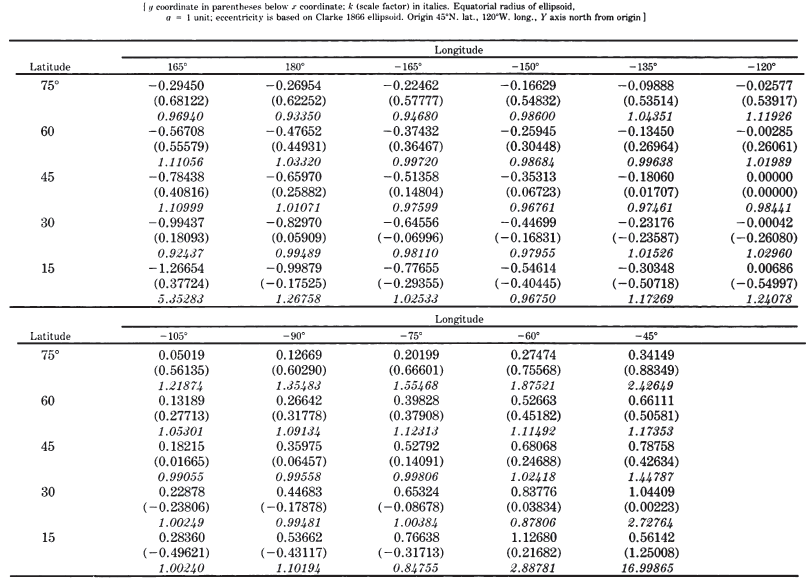 [ y coordinate in parentheses below x coordinate; k (scale factor) in italics. Equatorial radius of ellipsoid,
a = 1 unit; eccentricity is based on Clarke 1866 ellipsoid. Origin 45°N. lat., 120°W. long., Y axis north from origin ]
Longitude
Latitude 165° 180° −165° −150° −135° −120°
75° −0.29450 −0.26954 −0.22462 −0.16629 −0.09888 −0.02577
(0.68122) (0.62252) (0.57777) (0.54832) (0.53514) (0.53917)
0.96940 0.93350 0.94680 0.98600 1.04351 1.11926
60 −0.56708 −0.47652 −0.37432 −0.25945 −0.13450 −0.00285
(0.55579) (0.44931) (0.36467) (0.30448) (0.26964) (0.26061)
1.11056 1.03320 0.99720 0.98684 0.99638 1.01989
45 −0.78438 −0.65970 −0.51358 −0.35313 −0.18060 0.00000
(0.40816) (0.25882) (0.14804) (0.06723) (0.01707) (0.00000)
1.10999 1.01071 0.97599 0.96761 0.97461 0.98441
30 −0.99437 −0.82970 −0.64556 −0.44699 −0.23176 −0.00042
(0.18093) (0.05909) (−0.06996) (−0.16831) (−0.23587) (−0.26080)
0.92437 0.99489 0.98110 0.97955 1.01526 1.02960
15 −1.26654 −0.99879 −0.77655 −0.54614 −0.30348 0.00686
(0.37724) (−0.17525) (−0.29355) (−0.40445) (−0.50718) (−0.54997)
5.35283 1.26758 1.02533 0.96750 1.17269 1.24078
Longitude
Latitude −105° −90° −75° −60° −45°
75° 0.05019 0.12669 0.20199 0.27474 0.34149
(0.56135) (0.60290) (0.66601) (0.75568) (0.88349)
1.21874 1.35483 1.55468 1.87521 2.42649
60 0.13189 0.26642 0.39828 0.52663 0.66111
(0.27713) (0.31778) (0.37908) (0.45182) (0.50581)
1.05301 1.09134 1.12313 1.11492 1.17353
45 0.18215 0.35975 0.52792 0.68068 0.78758
(0.01665) (0.06457) (0.14091) (0.24688) (0.42634)
0.99055 0.99558 0.99806 1.02418 1.44787
30 0.22878 0.44683 0.65324 0.83776 1.04409
(−0.23806) (−0.17878) (−0.08678) (0.03834) (0.00223)
1.00249 0.99481 1.00384 0.87806 2.72764
15 0.28360 0.53662 0.76638 1.12680 0.56142
(−0.49621) (−0.43117) (−0.31713) (0.21682) (1.25008)
1.00240 1.10194 0.84755 2.88781 16.99865